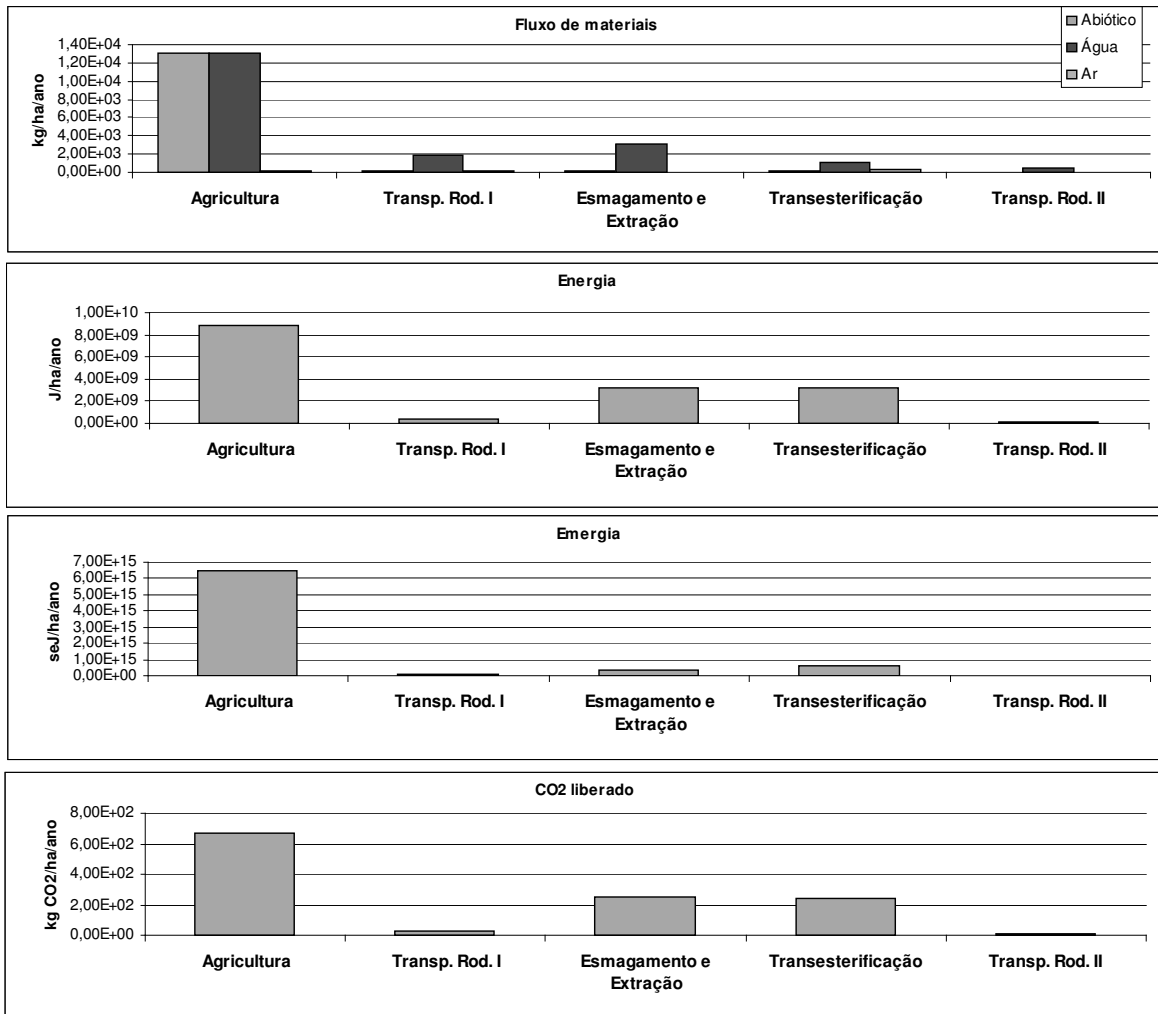 Fluxo de materiais
Abiótico
Água
Ar
kg/ha/ano
1,40E+04
1,20E+04
1,00E+04
8,00E+03
6,00E+03
4,00E+03
2,00E+03
0,00E+00
Agricultura
Transp. Rod. I
Esmagamento e
Extração
Transesterificação
Transp. Rod. II
Energia
J/ha/ano
1,00E+10
8,00E+09
6,00E+09
4,00E+09
2,00E+09
0,00E+00
Agricultura
Transp. Rod. I
Esmagamento e
Extração
Transesterificação
Transp. Rod. II
Emergia
seJ/ha/ano
7,00E+15
6,00E+15
5,00E+15
4,00E+15
3,00E+15
2,00E+15
1,00E+15
0,00E+00
Agricultura
Transp. Rod. I
Esmagamento e
Extração
Transesterificação
Transp. Rod. II
CO2 liberado
kg CO2/ha/ano
8,00E+02
6,00E+02
4,00E+02
2,00E+02
0,00E+00
Agricultura
Transp. Rod. I
Esmagamento e
Extração
Transesterificação
Transp. Rod. II